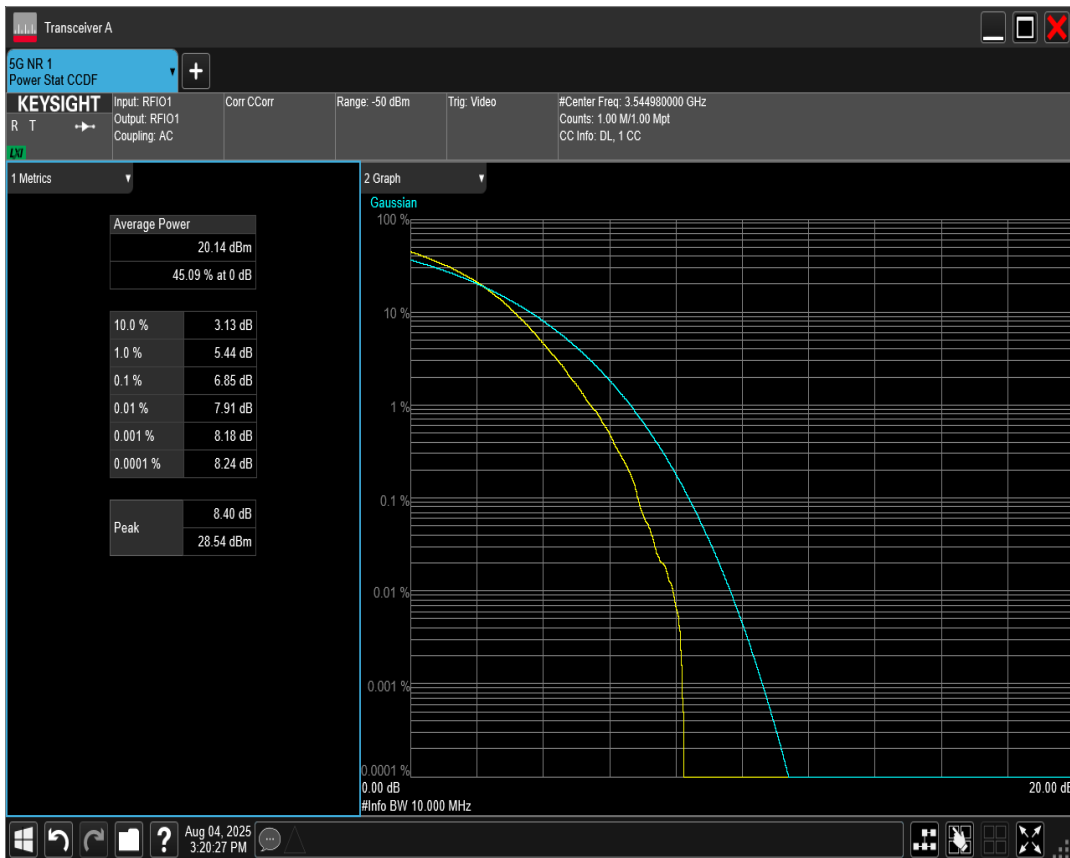 Transceiver A
5G NR 1
Power Stat CCDF
KEYSIGHT
R T
LXI
Input: RFIO1
Output: RFIO1
Coupling: AC
Corr CCorr
Range: -50 dBm
Trig: Video
#Center Freq: 3.544980000 GHz
Counts: 1.00 M/1.00 Mpt
CC Info: DL, 1 CC
1 Metrics
Average Power
20.14 dBm
45.09 % at 0 dB
10.0 % 3.13 dB
1.0 % 5.44 dB
0.1 % 6.85 dB
0.01 % 7.91 dB
0.001 % 8.18 dB
0.0001 % 8.24 dB
Peak 8.40 dB
28.54 dBm
2 Graph
Gaussian
100 %
10 %
1 %
0.1 %
0.01 %
0.001 %
0.0001 %
0.00 dB 20.00 dB
#Info BW 10.000 MHz
?
Aug 04, 2025
3:20:27 PM